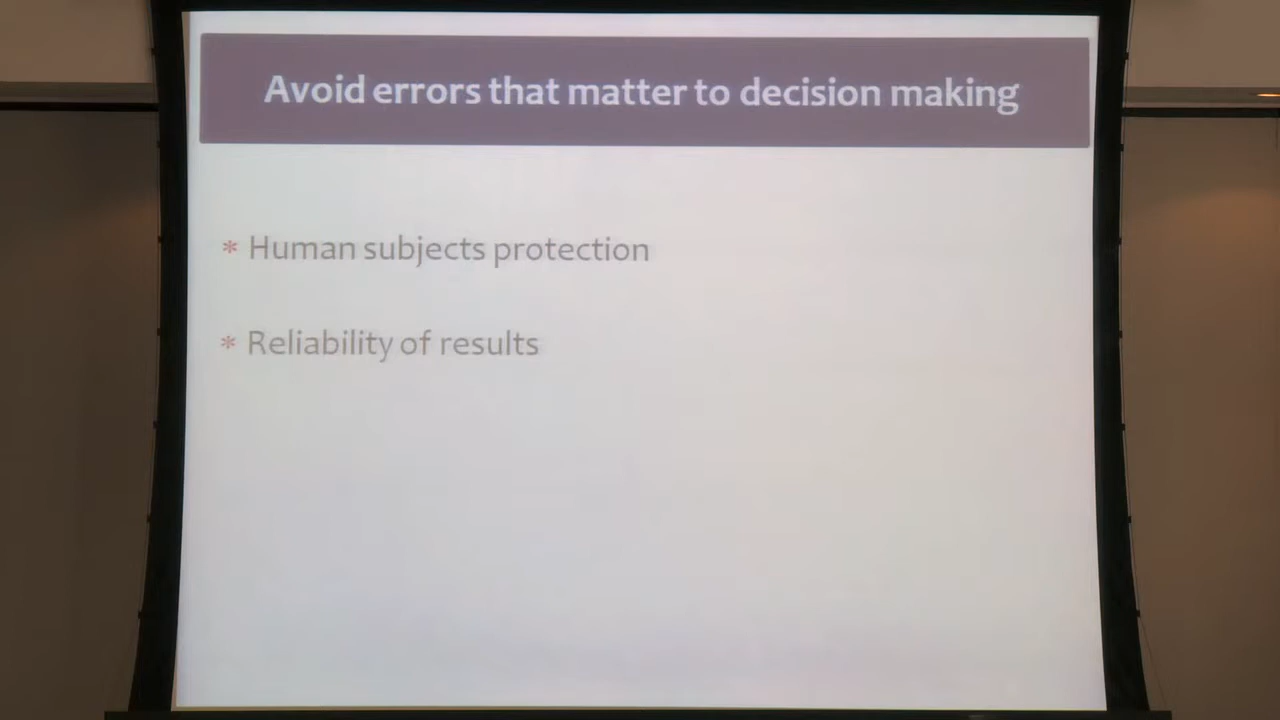 Avoid errors that matter to decision making
* Human subjects protection
* Reliability of results